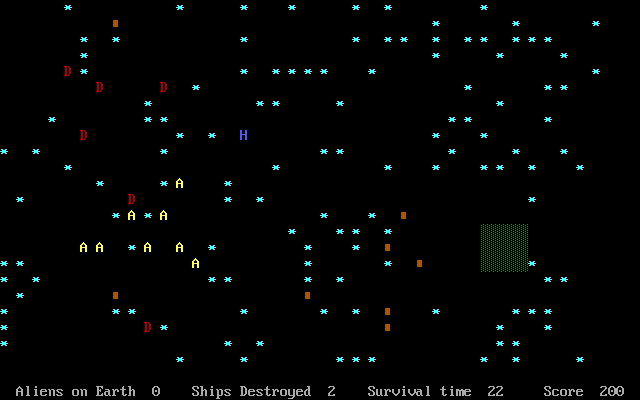 D
D D
D H
A
D
A A
A A A A
A
D
Aliens on Earth 0 Ships Destroyed 2 Survival time 22 Score 200